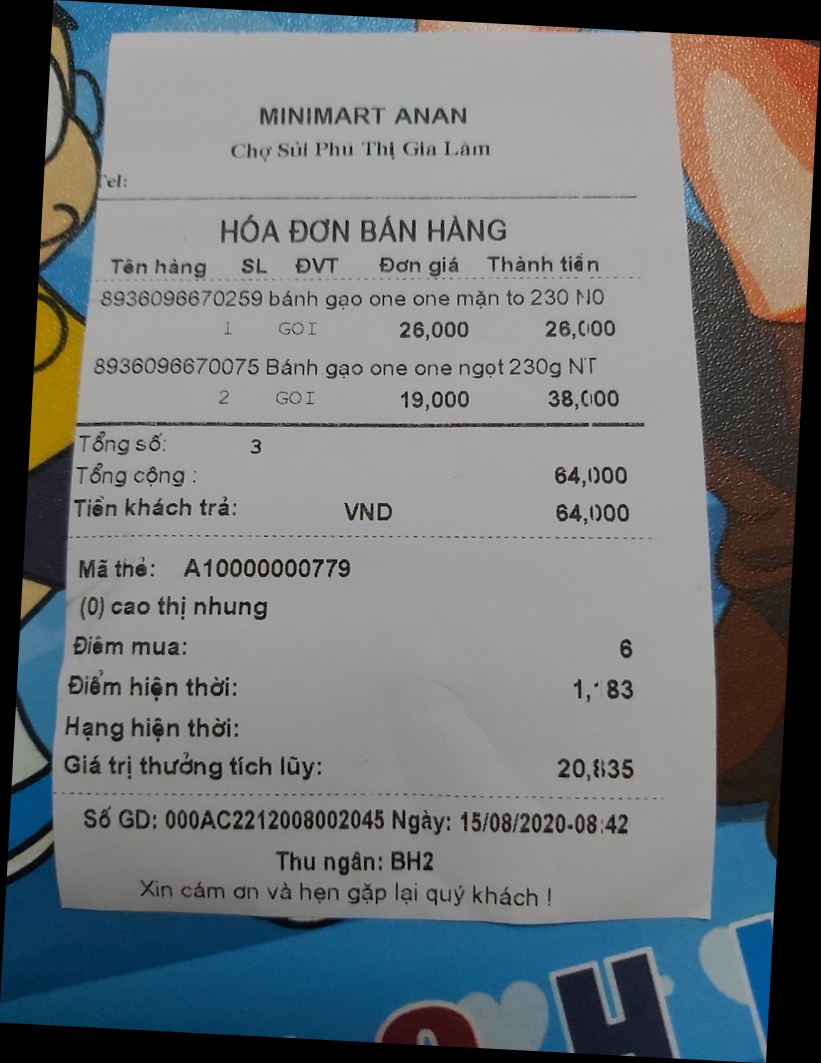 MINIMART ANAN
Chợ Sủi Phú Thị Gia Lâm
Tel:
HÓA ĐƠN BÁN HÀNG
Tên hàng SL ĐVT Đơn giá Thành tiền
8936096670259 bánh gạo one one mặn to 230 N0
1 GOI 26,000 26,000
8936096670075 Bánh gạo one one ngọt 230g NT
2 GOI 19,000 38,000
Tổng số: 3
Tổng cộng : 64,000
Tiền khách trả: VND 64,000
Mã thẻ: A10000000779
(0) cao thị nhung
Điểm mua: 6
Điểm hiện thời: 1,183
Hạng hiện thời:
Giá trị thưởng tích lũy: 20,835
Số GD: 000AC2212008002045 Ngày: 15/08/2020-08:42
Thu ngân: BH2
Xin cám ơn và hẹn gặp lại quý khách !